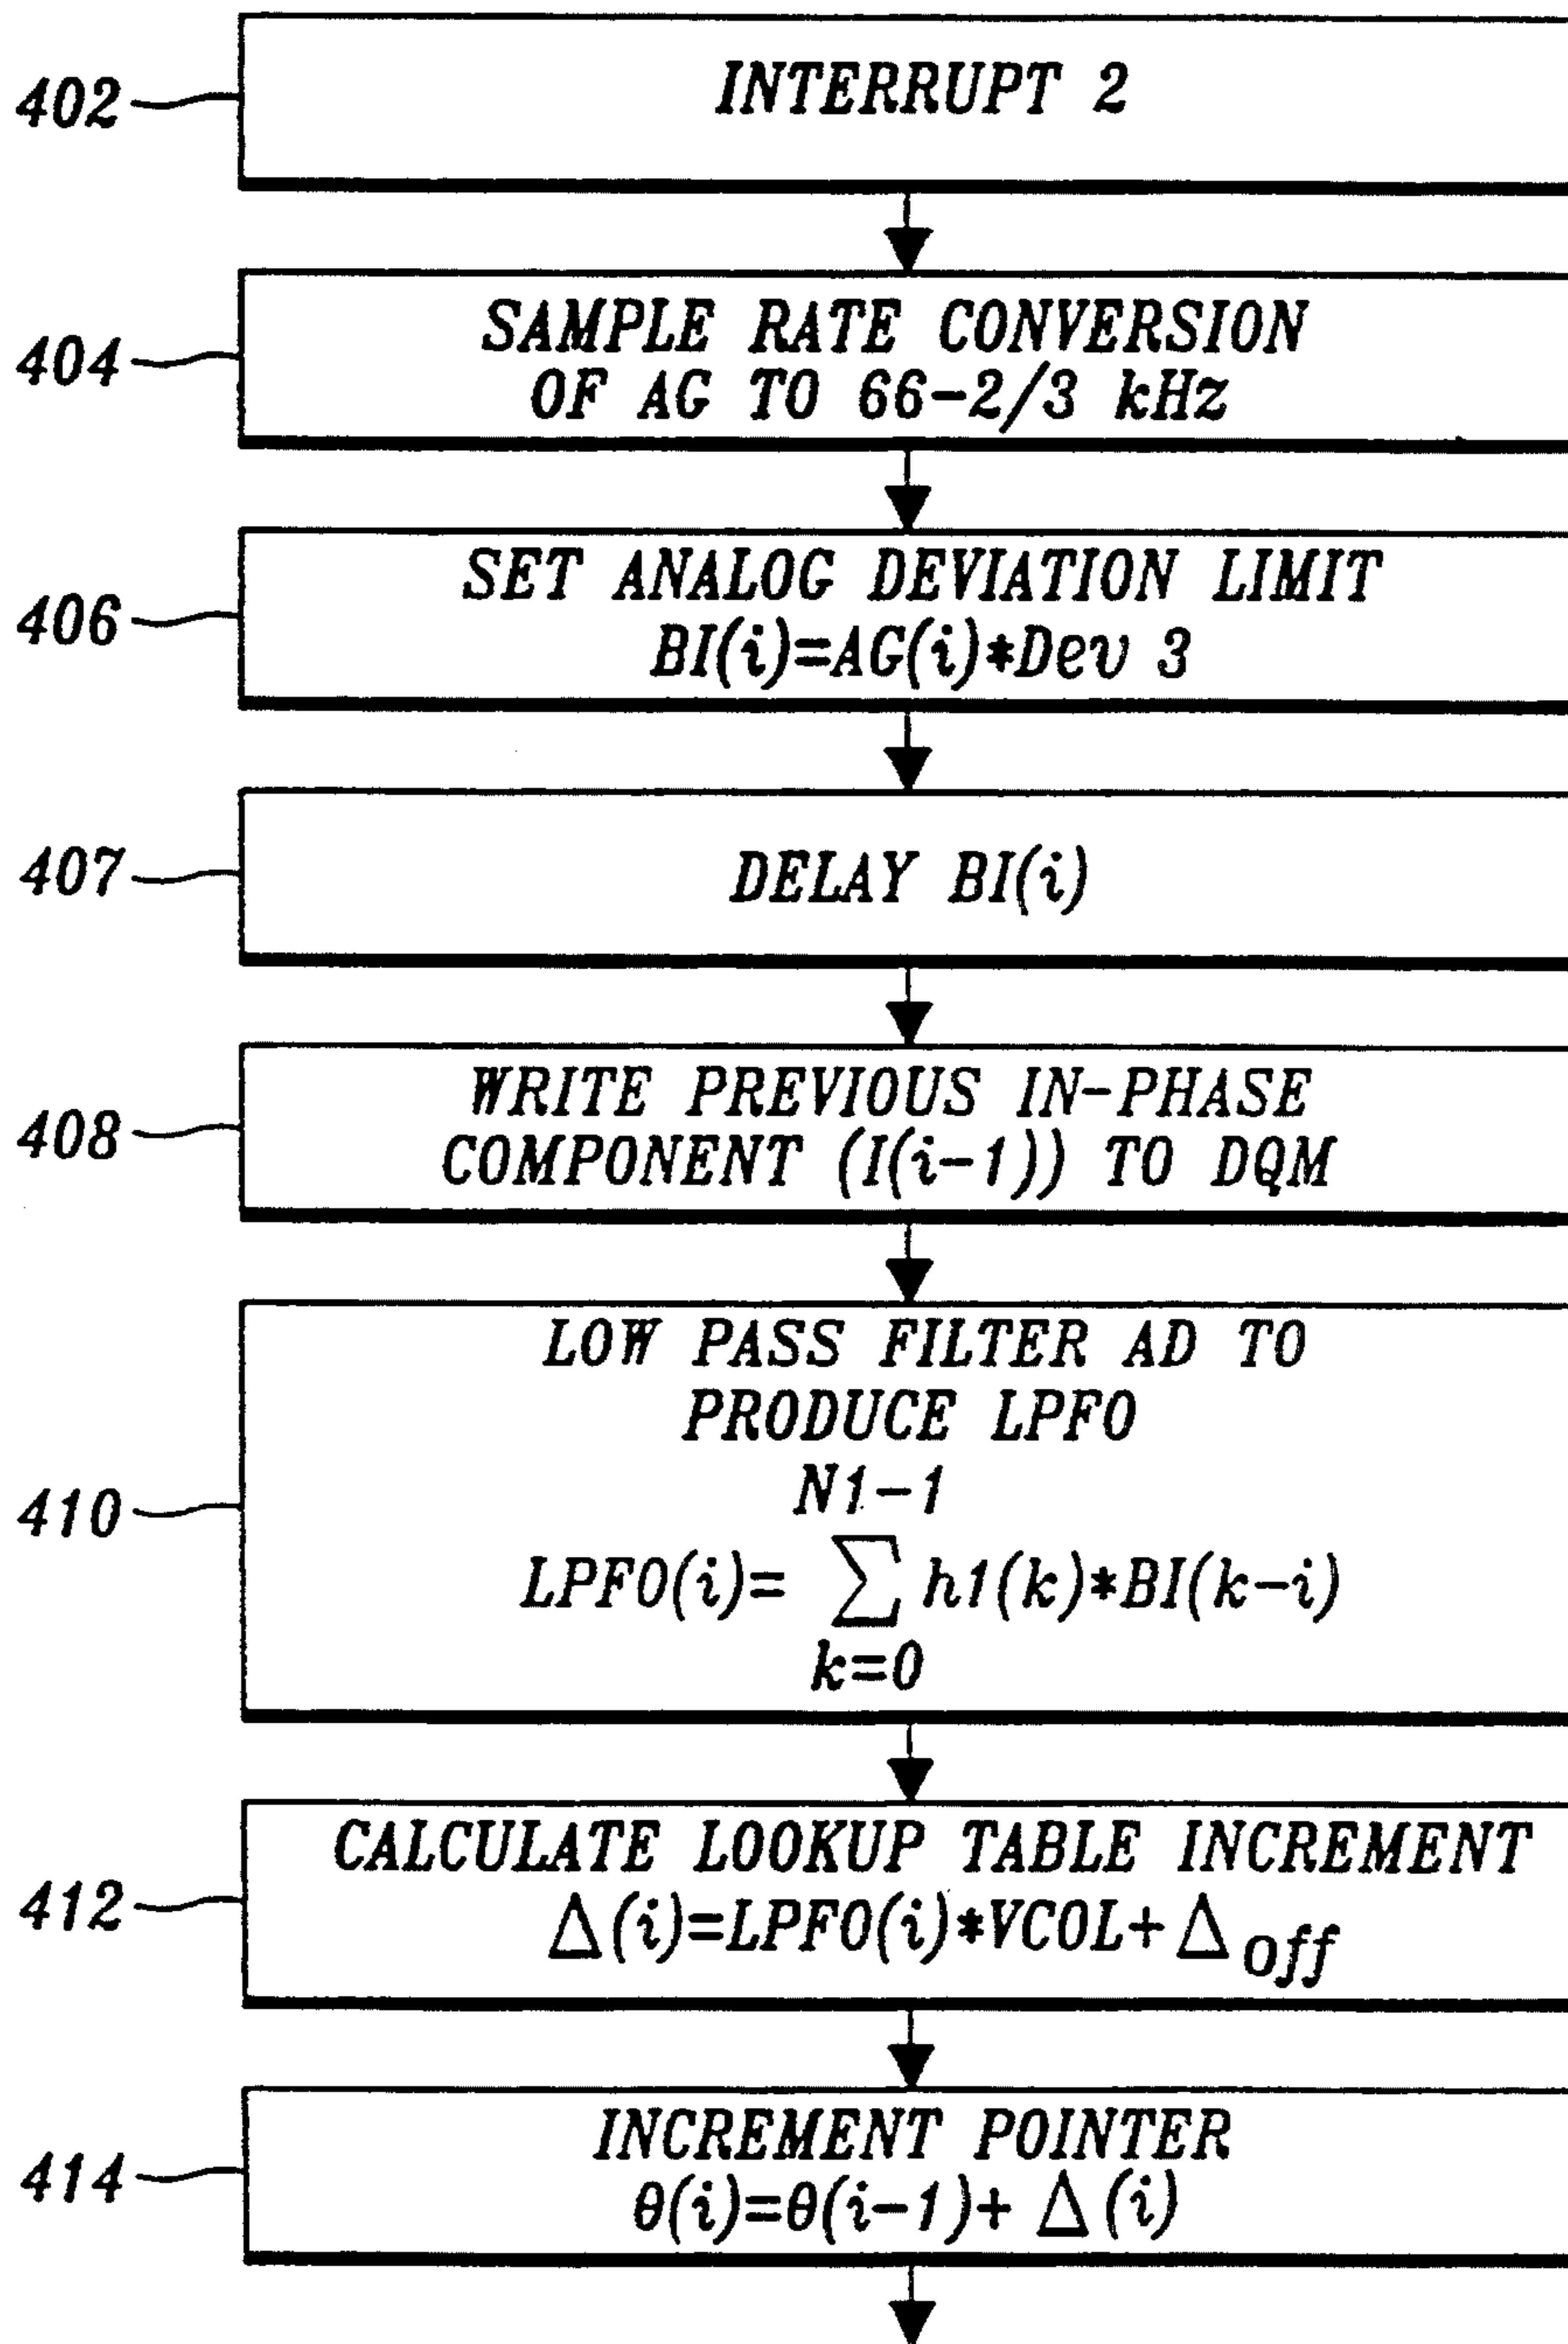 402
INTERRUPT 2
404
SAMPLE RATE CONVERSION
OF AG TO 66-2/3 kHz
406
SET ANALOG DEVIATION LIMIT
BI(i)=AG(i)*Dev 3
407
DELAY BI(i)
408
WRITE PREVIOUS IN-PHASE
COMPONENT (I(i-1)) TO DQM
410
LOW PASS FILTER AD TO
PRODUCE LPFO
N1-1
LPFO(i)= ∑ h1(k)*BI(k-i)
k=0
412
CALCULATE LOOKUP TABLE INCREMENT
Δ(i)=LPFO(i)*VCOL+Δoff
414
INCREMENT POINTER
θ(i)=θ(i-1)+ Δ(i)